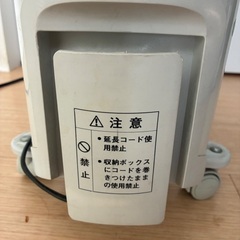 ⚠注意
禁止
・延長コード使
用禁止
・収納ボックス
にコードを巻
きつけたまま
の使用禁止